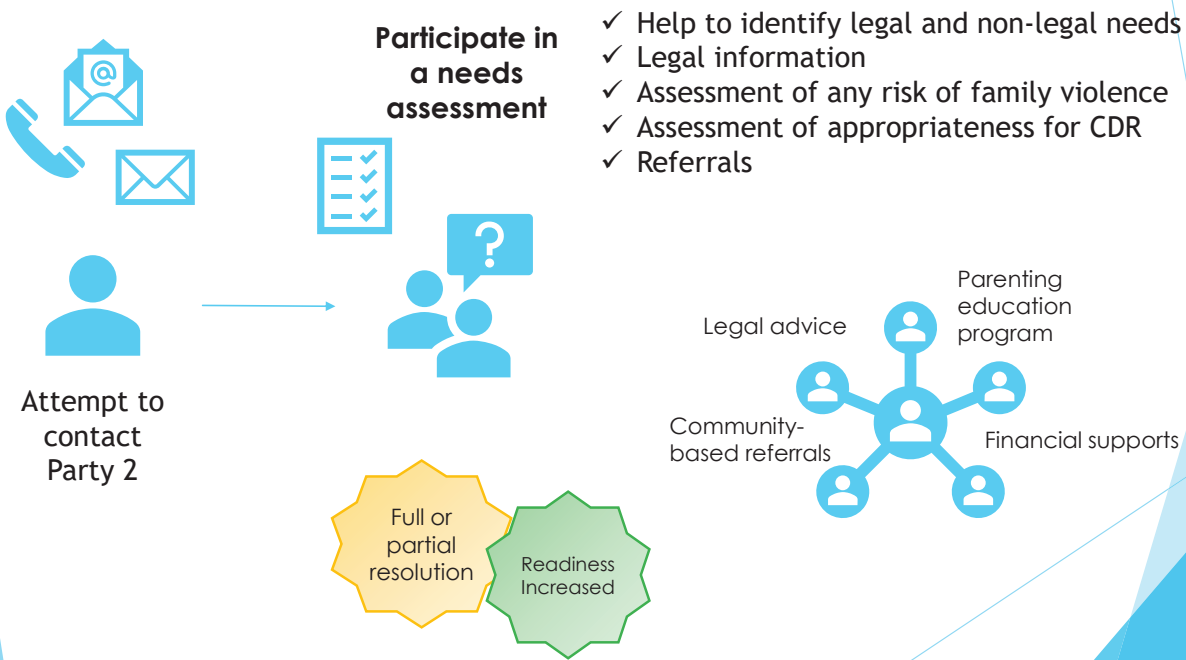 Participate in
a needs
assessment
✓ Help to identify legal and non-legal needs
✓ Legal information
✓ Assessment of any risk of family violence
✓ Assessment of appropriateness for CDR
✓ Referrals
@
?
Attempt to
contact
Party 2
Legal advice
Parenting
education
program
Community-
based referrals
Financial supports
Full or
partial
resolution
Readiness
Increased